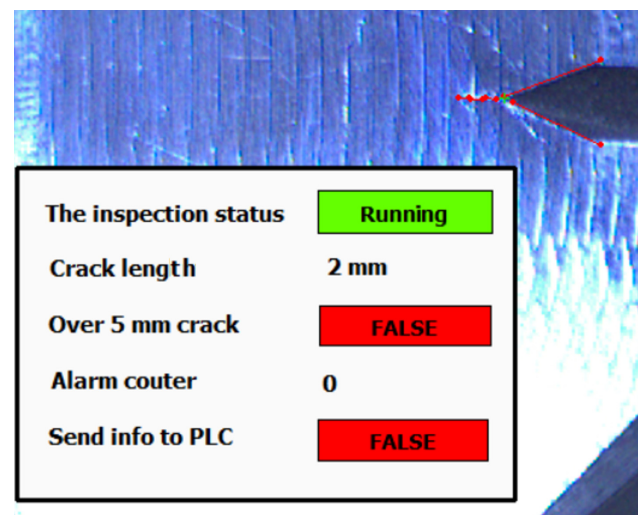 The inspection status Running
Crack length 2 mm
Over 5 mm crack FALSE
Alarm couter 0
Send info to PLC FALSE